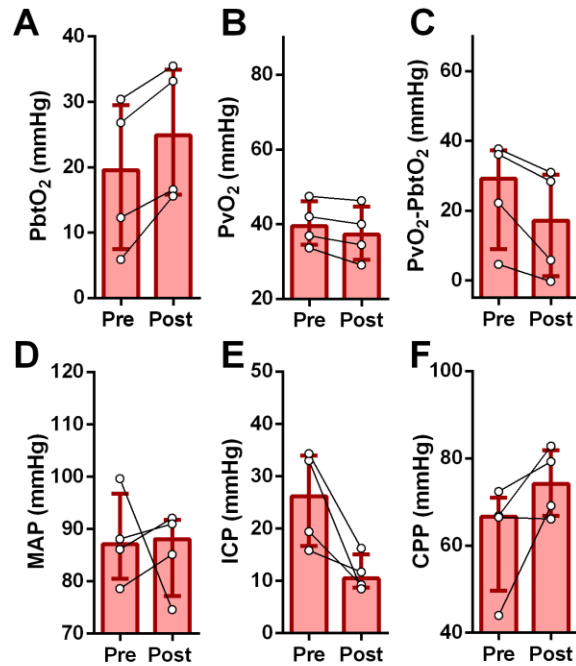 A
PbtO₂ (mmHg)
40
30
20
10
0
Pre Post
B
PvO₂ (mmHg)
80
60
40
20
Pre Post
C
PvO₂-PbtO₂ (mmHg)
60
40
20
0
Pre Post
D
MAP (mmHg)
120
110
100
90
80
70
Pre Post
E
ICP (mmHg)
50
40
30
20
10
0
Pre Post
F
CPP (mmHg)
100
80
60
40
Pre Post